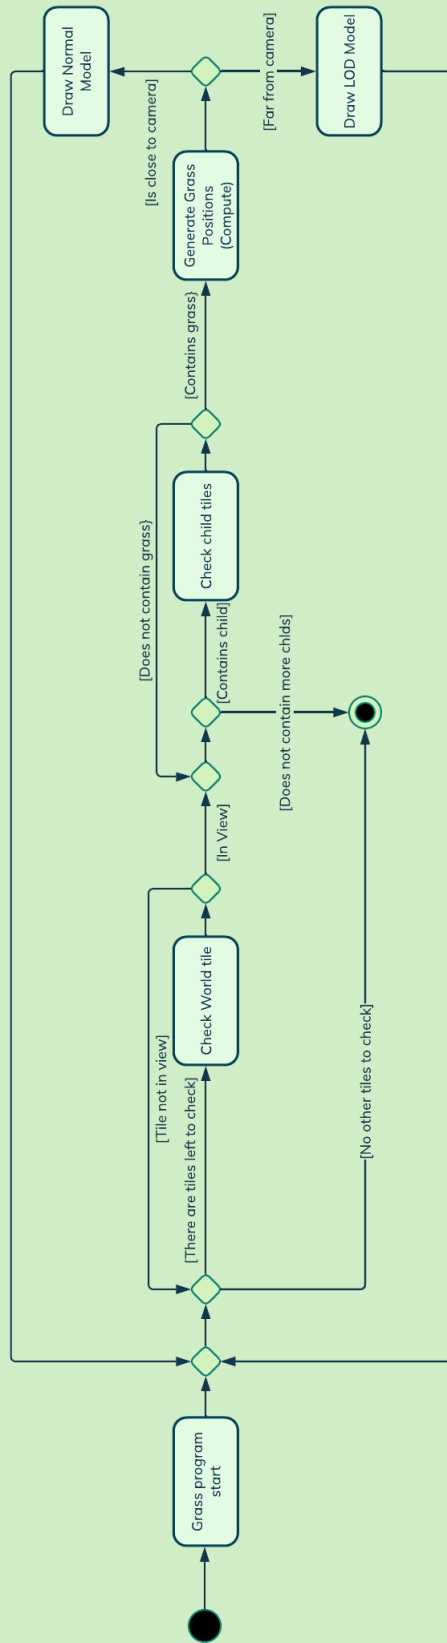 Grass program
start
[There are tiles left to check]
[No other tiles to check]
Check World tile
[Tile not in view]
[In View]
[Does not contain more chlds]
[Contains child]
Check child tiles
[Does not contain grass}
[Contains grass}
Generate Grass
Positions
(Compute)
[Is close to camera]
[Far from camera]
Draw Normal
Model
Draw LOD Model